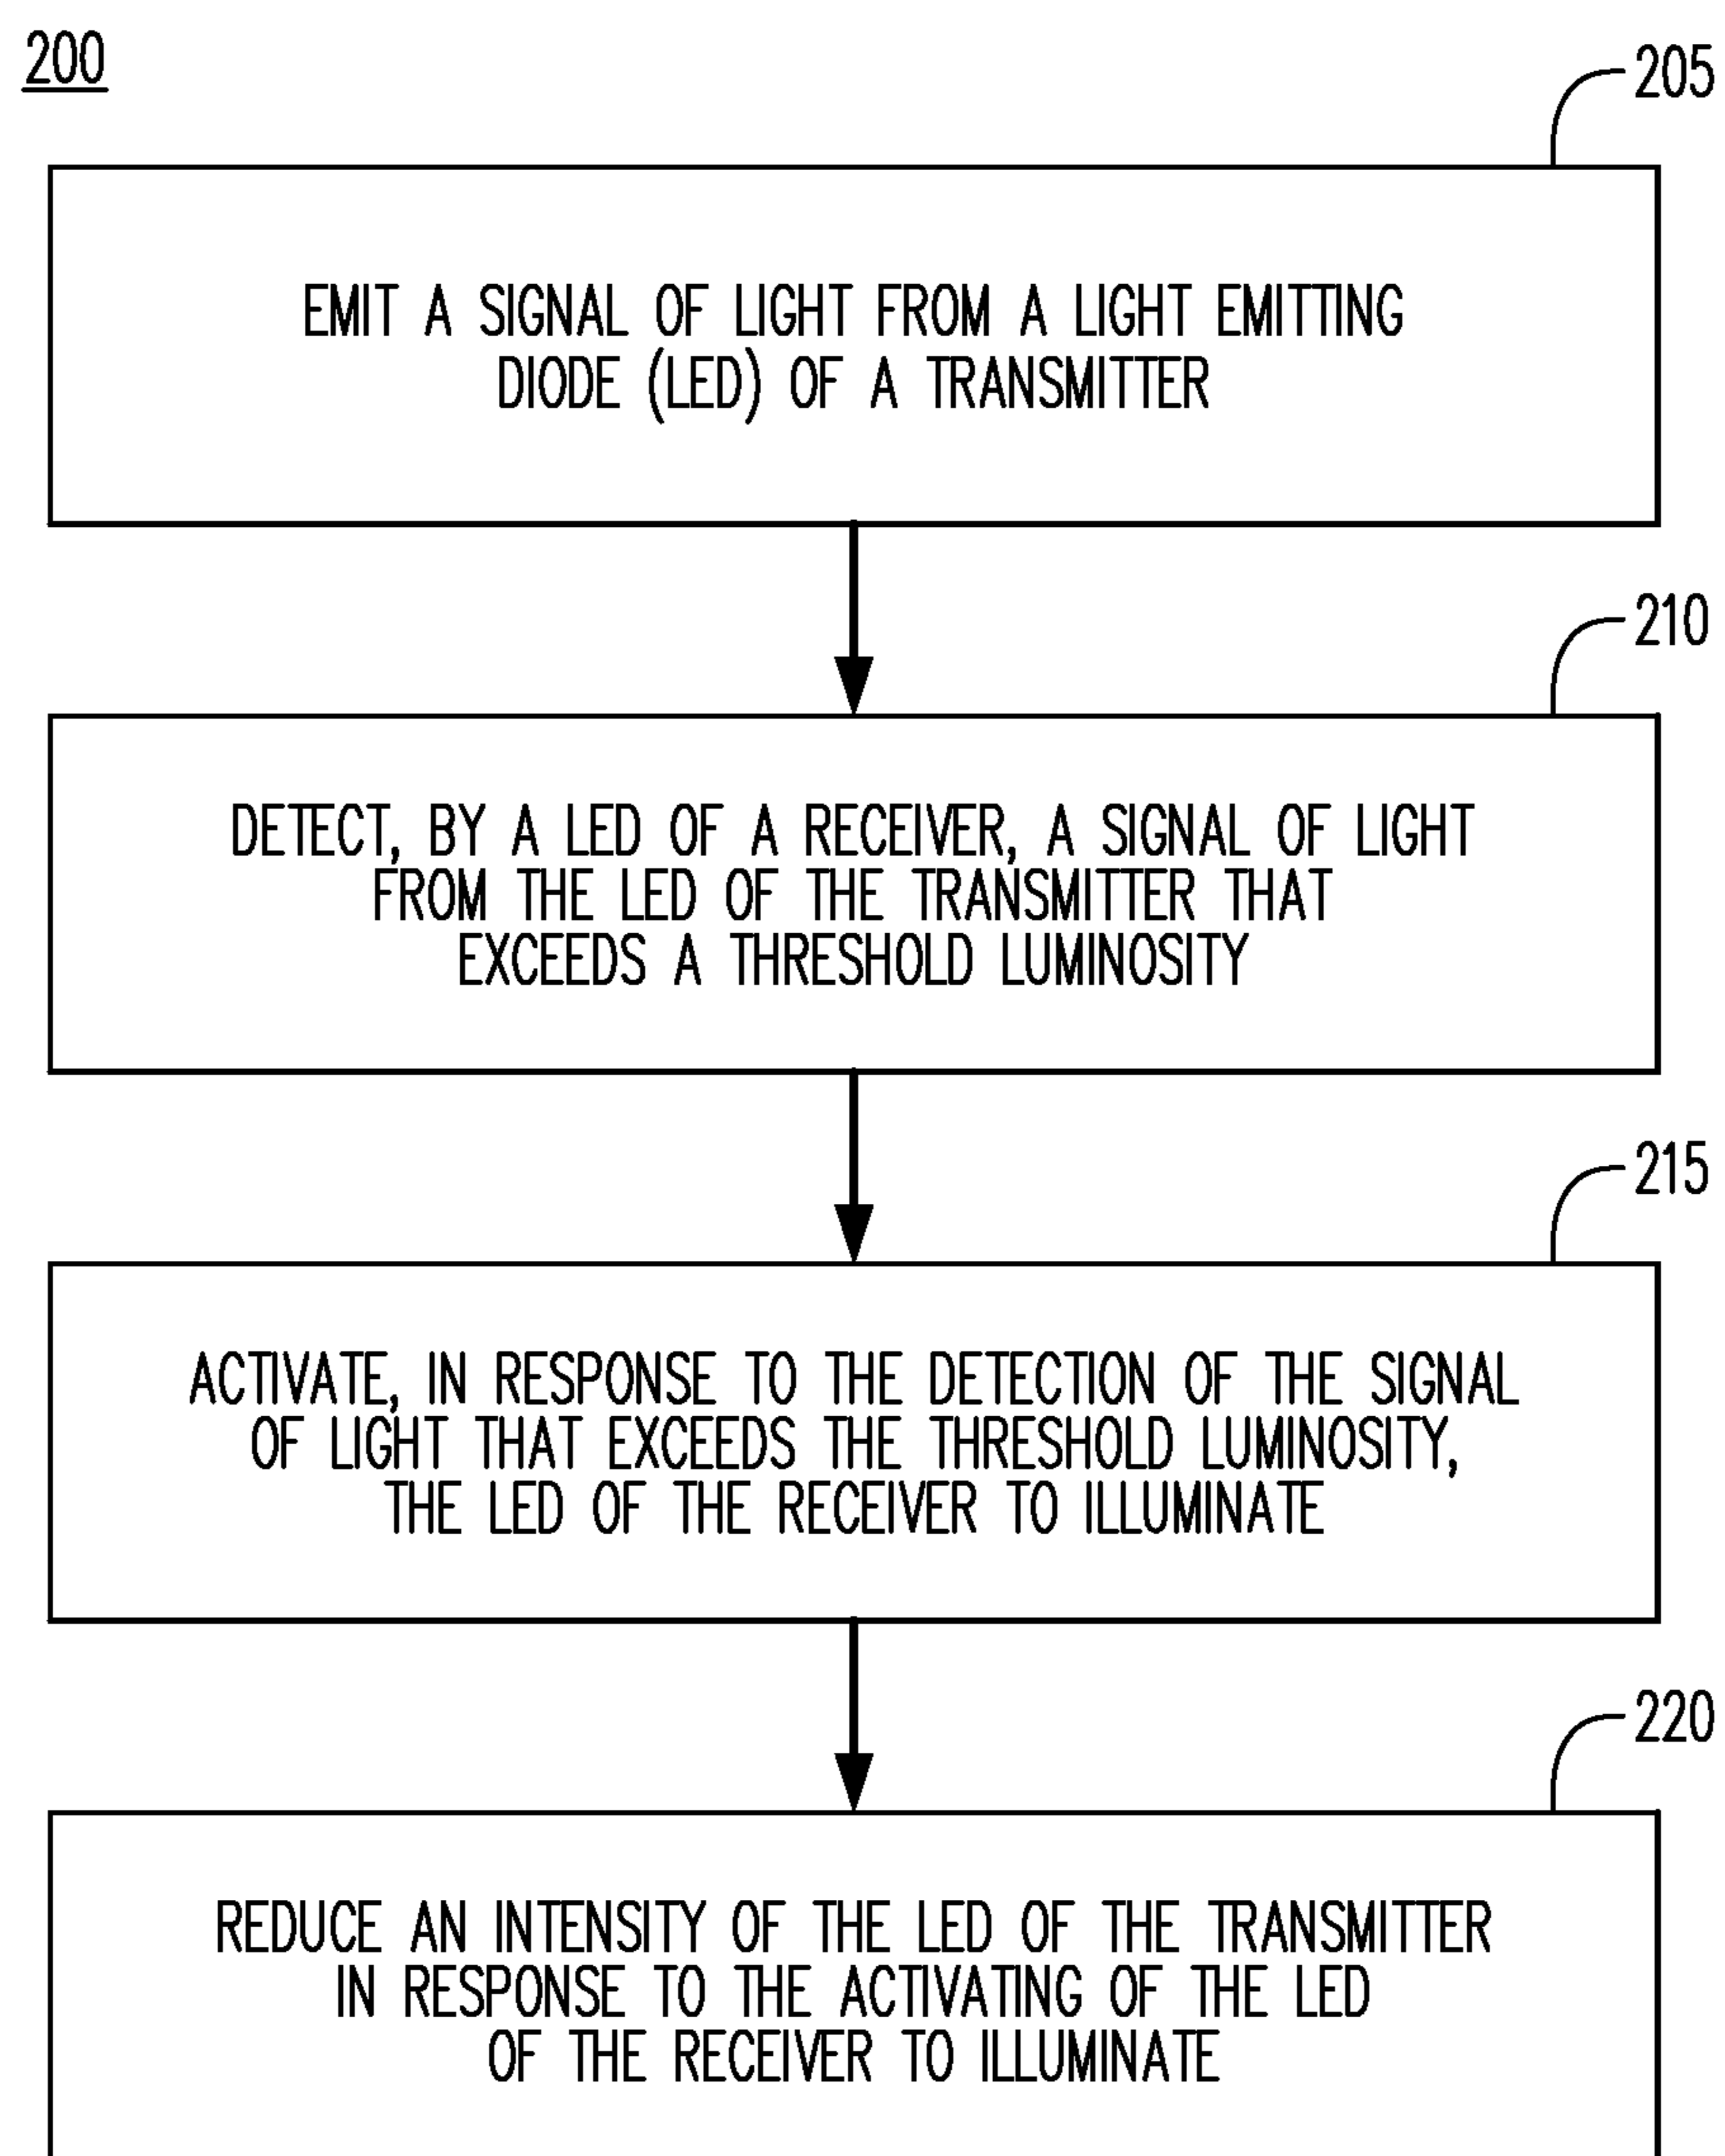 200
205
EMIT A SIGNAL OF LIGHT FROM A LIGHT EMITTING
DIODE (LED) OF A TRANSMITTER
210
DETECT, BY A LED OF A RECEIVER, A SIGNAL OF LIGHT
FROM THE LED OF THE TRANSMITTER THAT
EXCEEDS A THRESHOLD LUMINOSITY
215
ACTIVATE, IN RESPONSE TO THE DETECTION OF THE SIGNAL
OF LIGHT THAT EXCEEDS THE THRESHOLD LUMINOSITY,
THE LED OF THE RECEIVER TO ILLUMINATE
220
REDUCE AN INTENSITY OF THE LED OF THE TRANSMITTER
IN RESPONSE TO THE ACTIVATING OF THE LED
OF THE RECEIVER TO ILLUMINATE